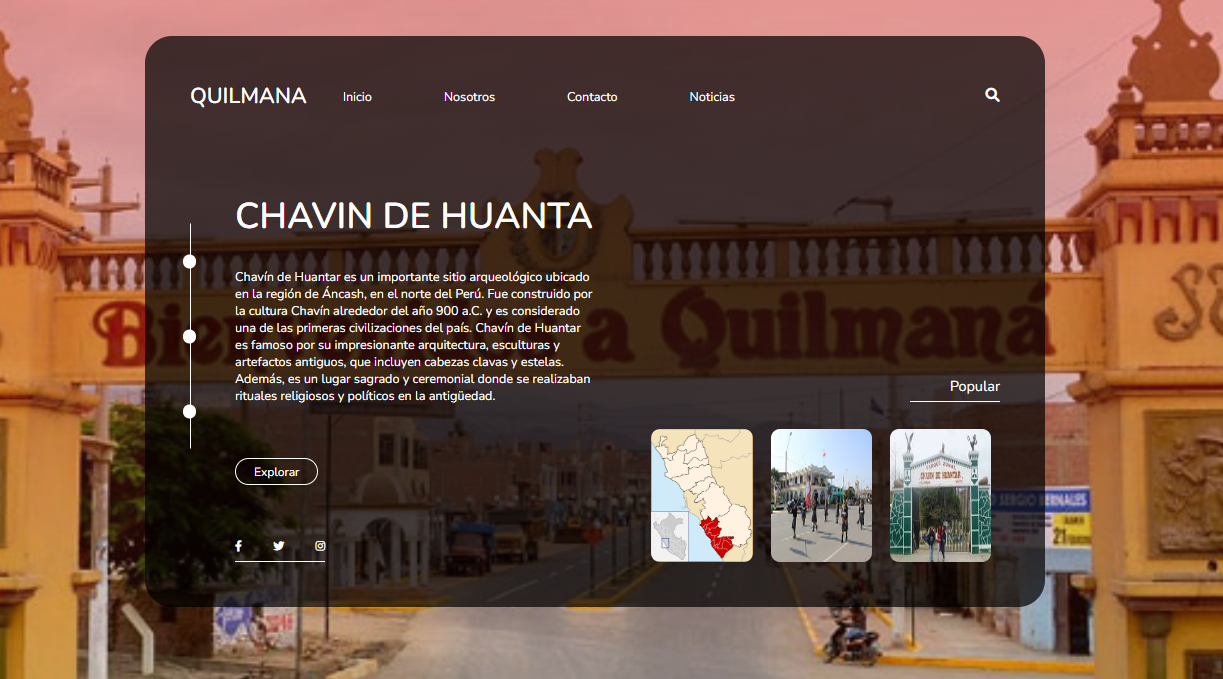 QUILMANA Inicio Nosotros Contacto Noticias
CHAVIN DE HUANTA
Chavín de Huantar es un importante sitio arqueológico ubicado
en la región de Áncash, en el norte del Perú. Fue construido por
la cultura Chavín alrededor del año 900 a.C. y es considerado
una de las primeras civilizaciones del país. Chavín de Huantar
es famoso por su impresionante arquitectura, esculturas y
artefactos antiguos, que incluyen cabezas clavas y estelas.
Además, es un lugar sagrado y ceremonial donde se realizaban
rituales religiosos y políticos en la antigüedad.
a Quilmaná
Popular
Explorar
CHAVIN DE HUANTAR
SERGIO BERNALES
21